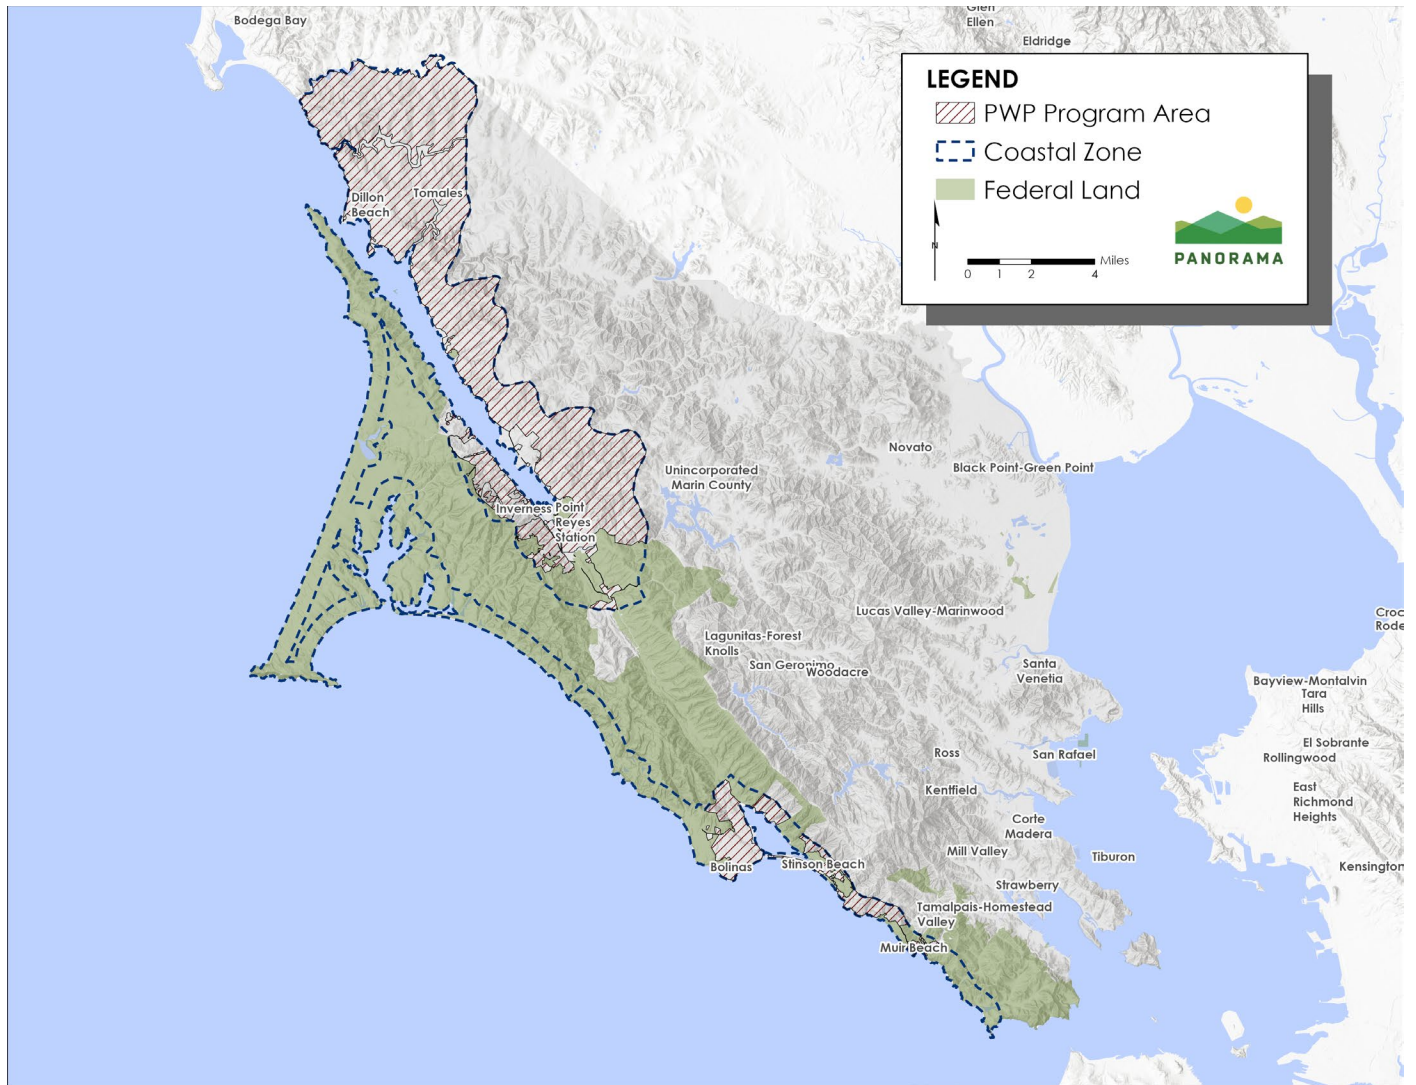 Bodega Bay
Glen
Ellen
Eldridge
LEGEND
PWP Program Area
Coastal Zone
Federal Land
N
Miles
0 1 2 4
PANORAMA
Dillon
Beach
Tomales
Novato
Black Point-Green Point
Unincorporated
Marin County
Inverness
Point
Reyes
Station
Lucas Valley-Marinwood
Lagunitas-Forest
Knolls
San Geronimo
Woodacre
Santa
Venetia
Croc
Rode
Bayview-Montalvin
Tara
Hills
El Sobrante
Rollingwood
East
Richmond
Heights
Kensington
San Rafael
Ross
Kentfield
Corte
Madera
Mill Valley
Tiburon
Strawberry
Bolinas
Stinson Beach
Tamalpais-Homestead
Valley
Muir Beach